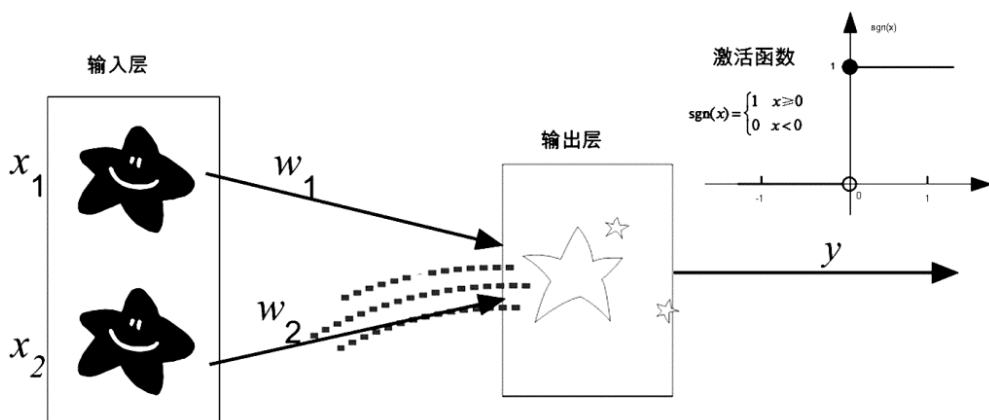 输入层
x₁
x₂
w₁
w₂
输出层
y
激活函数
sgn(x)={1 x≥0
0 x<0
sgn(x)
1
-1
0
1